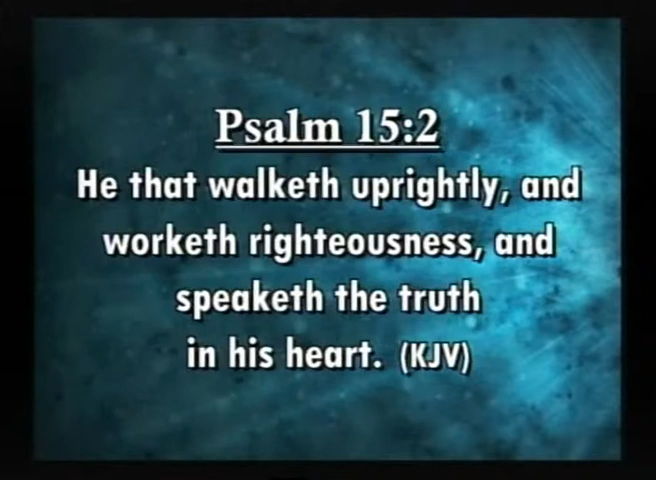 Psalm 15:2
He that walketh uprightly, and
worketh righteousness, and
speaketh the truth
in his heart. (KJV)